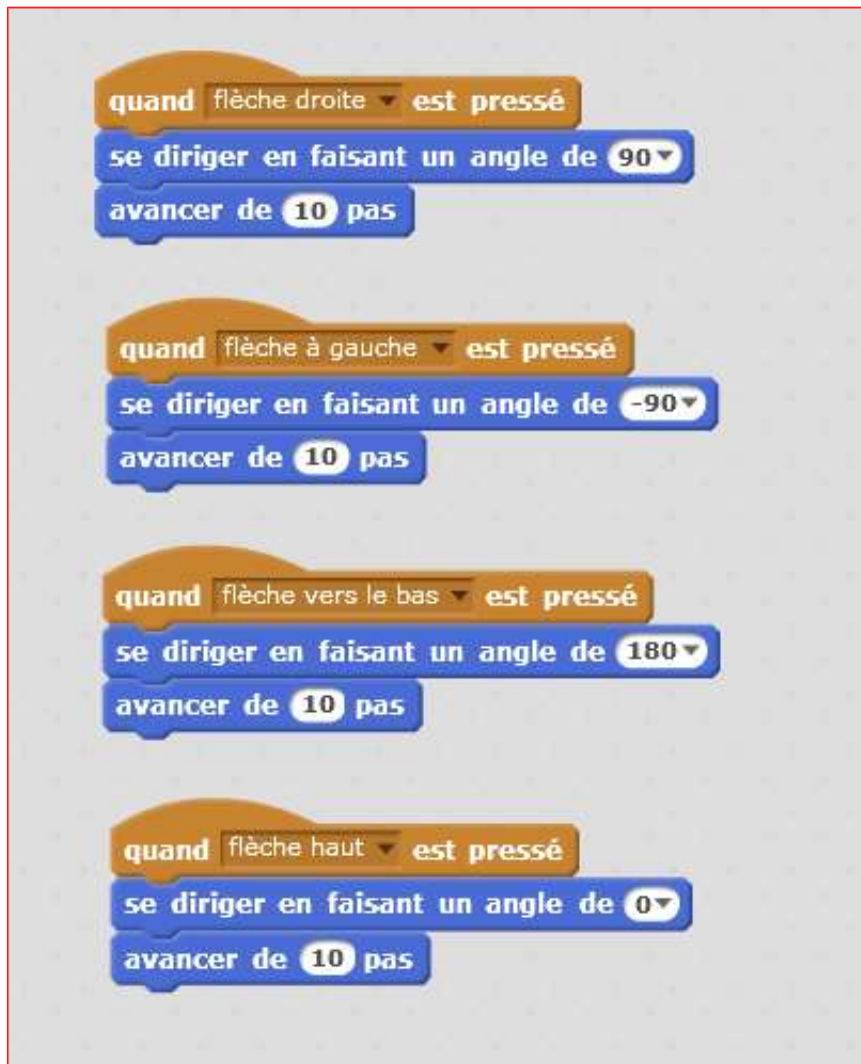 quand flèche droite est pressé
se diriger en faisant un angle de 90
avancer de 10 pas
quand flèche à gauche est pressé
se diriger en faisant un angle de -90
avancer de 10 pas
quand flèche vers le bas est pressé
se diriger en faisant un angle de 180
avancer de 10 pas
quand flèche haut est pressé
se diriger en faisant un angle de 0
avancer de 10 pas